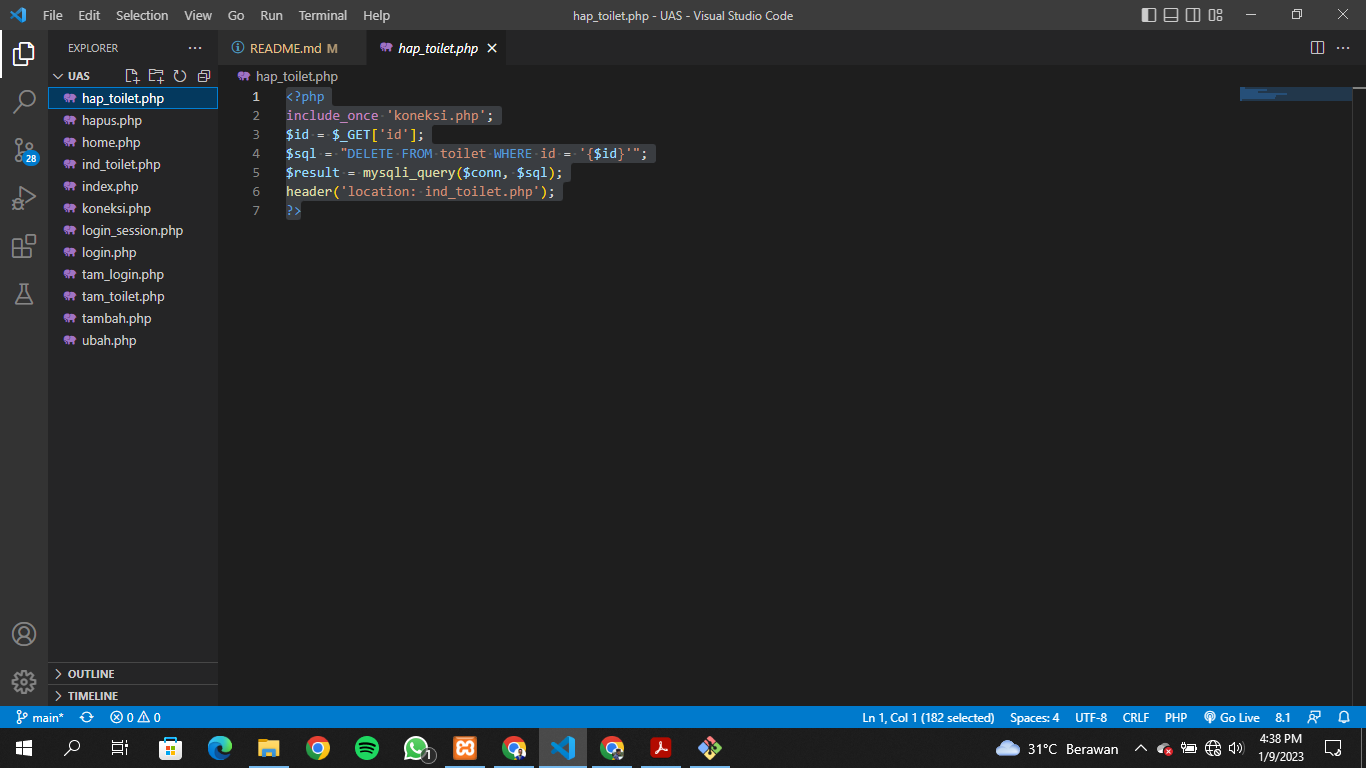 File Edit Selection View Go Run Terminal Help
hap_toilet.php - UAS - Visual Studio Code
EXPLORER
UAS
hap_toilet.php
hapus.php
home.php
ind_toilet.php
index.php
koneksi.php
login_session.php
login.php
tam_login.php
tam_toilet.php
tambah.php
ubah.php
OUTLINE
TIMELINE
28
README.md M
hap_toilet.php
hap_toilet.php
1 <?php
2 include_once 'koneksi.php';
3 $id = $_GET['id'];
4 $sql = "DELETE FROM toilet WHERE id = '{$id}'";
5 $result = mysqli_query($conn, $sql);
6 header('location: ind_toilet.php');
7 ?>
main* 0 0 Ln 1, Col 1 (182 selected) Spaces: 4 UTF-8 CRLF PHP Go Live 8.1
1
31°C Berawan
4:38 PM
1/9/2023